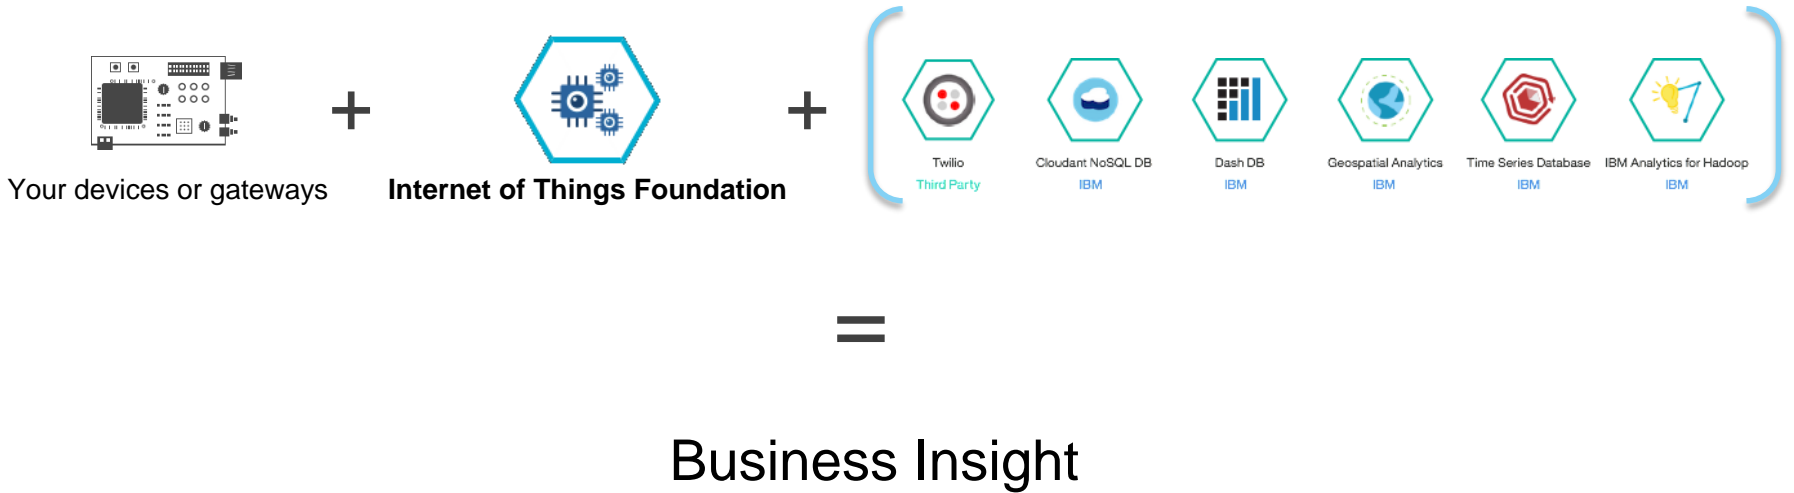 Your devices or gateways
+
Internet of Things Foundation
+
Twilio
Third Party
Cloudant NoSQL DB
IBM
Dash DB
IBM
Geospatial Analytics
IBM
Time Series Database
IBM
IBM Analytics for Hadoop
IBM
=
Business Insight